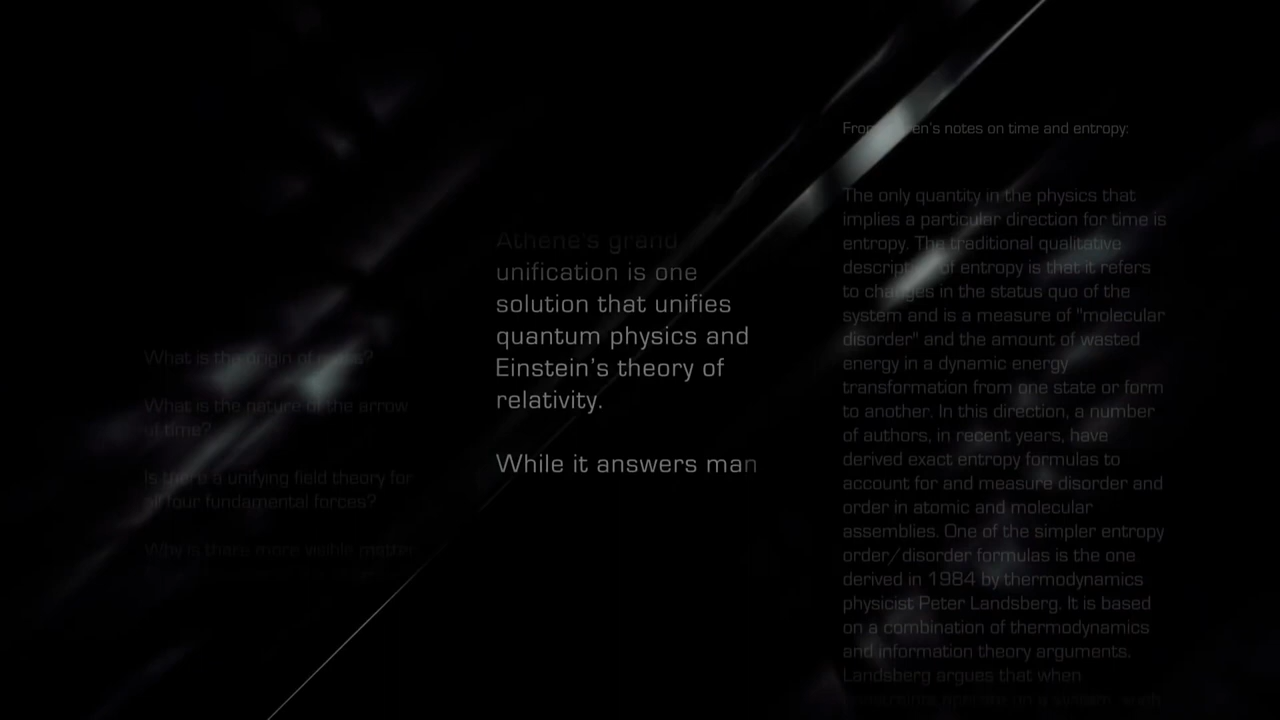 What is the origin of
What is the nature of the arrow
of time?
Is there a unifying field theory for
all four fundamental forces?
Why is there more visible matter
Athene's grand
unification is one
solution that unifies
quantum physics and
Einstein's theory of
relativity.
While it answers man
notes on time and entropy:
The only quantity in the physics that
implies a particular direction for time is
entropy. The traditional qualitative
description of entropy is that it refers
to changes in the status quo of the
system and is a measure of "molecular
disorder" and the amount of wasted
energy in a dynamic energy
transformation from one state or form
to another. In this direction, a number
of authors, in recent years, have
derived exact entropy formulas to
account for and measure disorder and
order in atomic and molecular
assemblies. One of the simpler entropy
order/disorder formulas is the one
derived in 1984 by thermodynamics
physicist Peter Landsberg. It is based
on a combination of thermodynamics
and information theory arguments.
Landsberg argues that when
constraints operate on a system, such